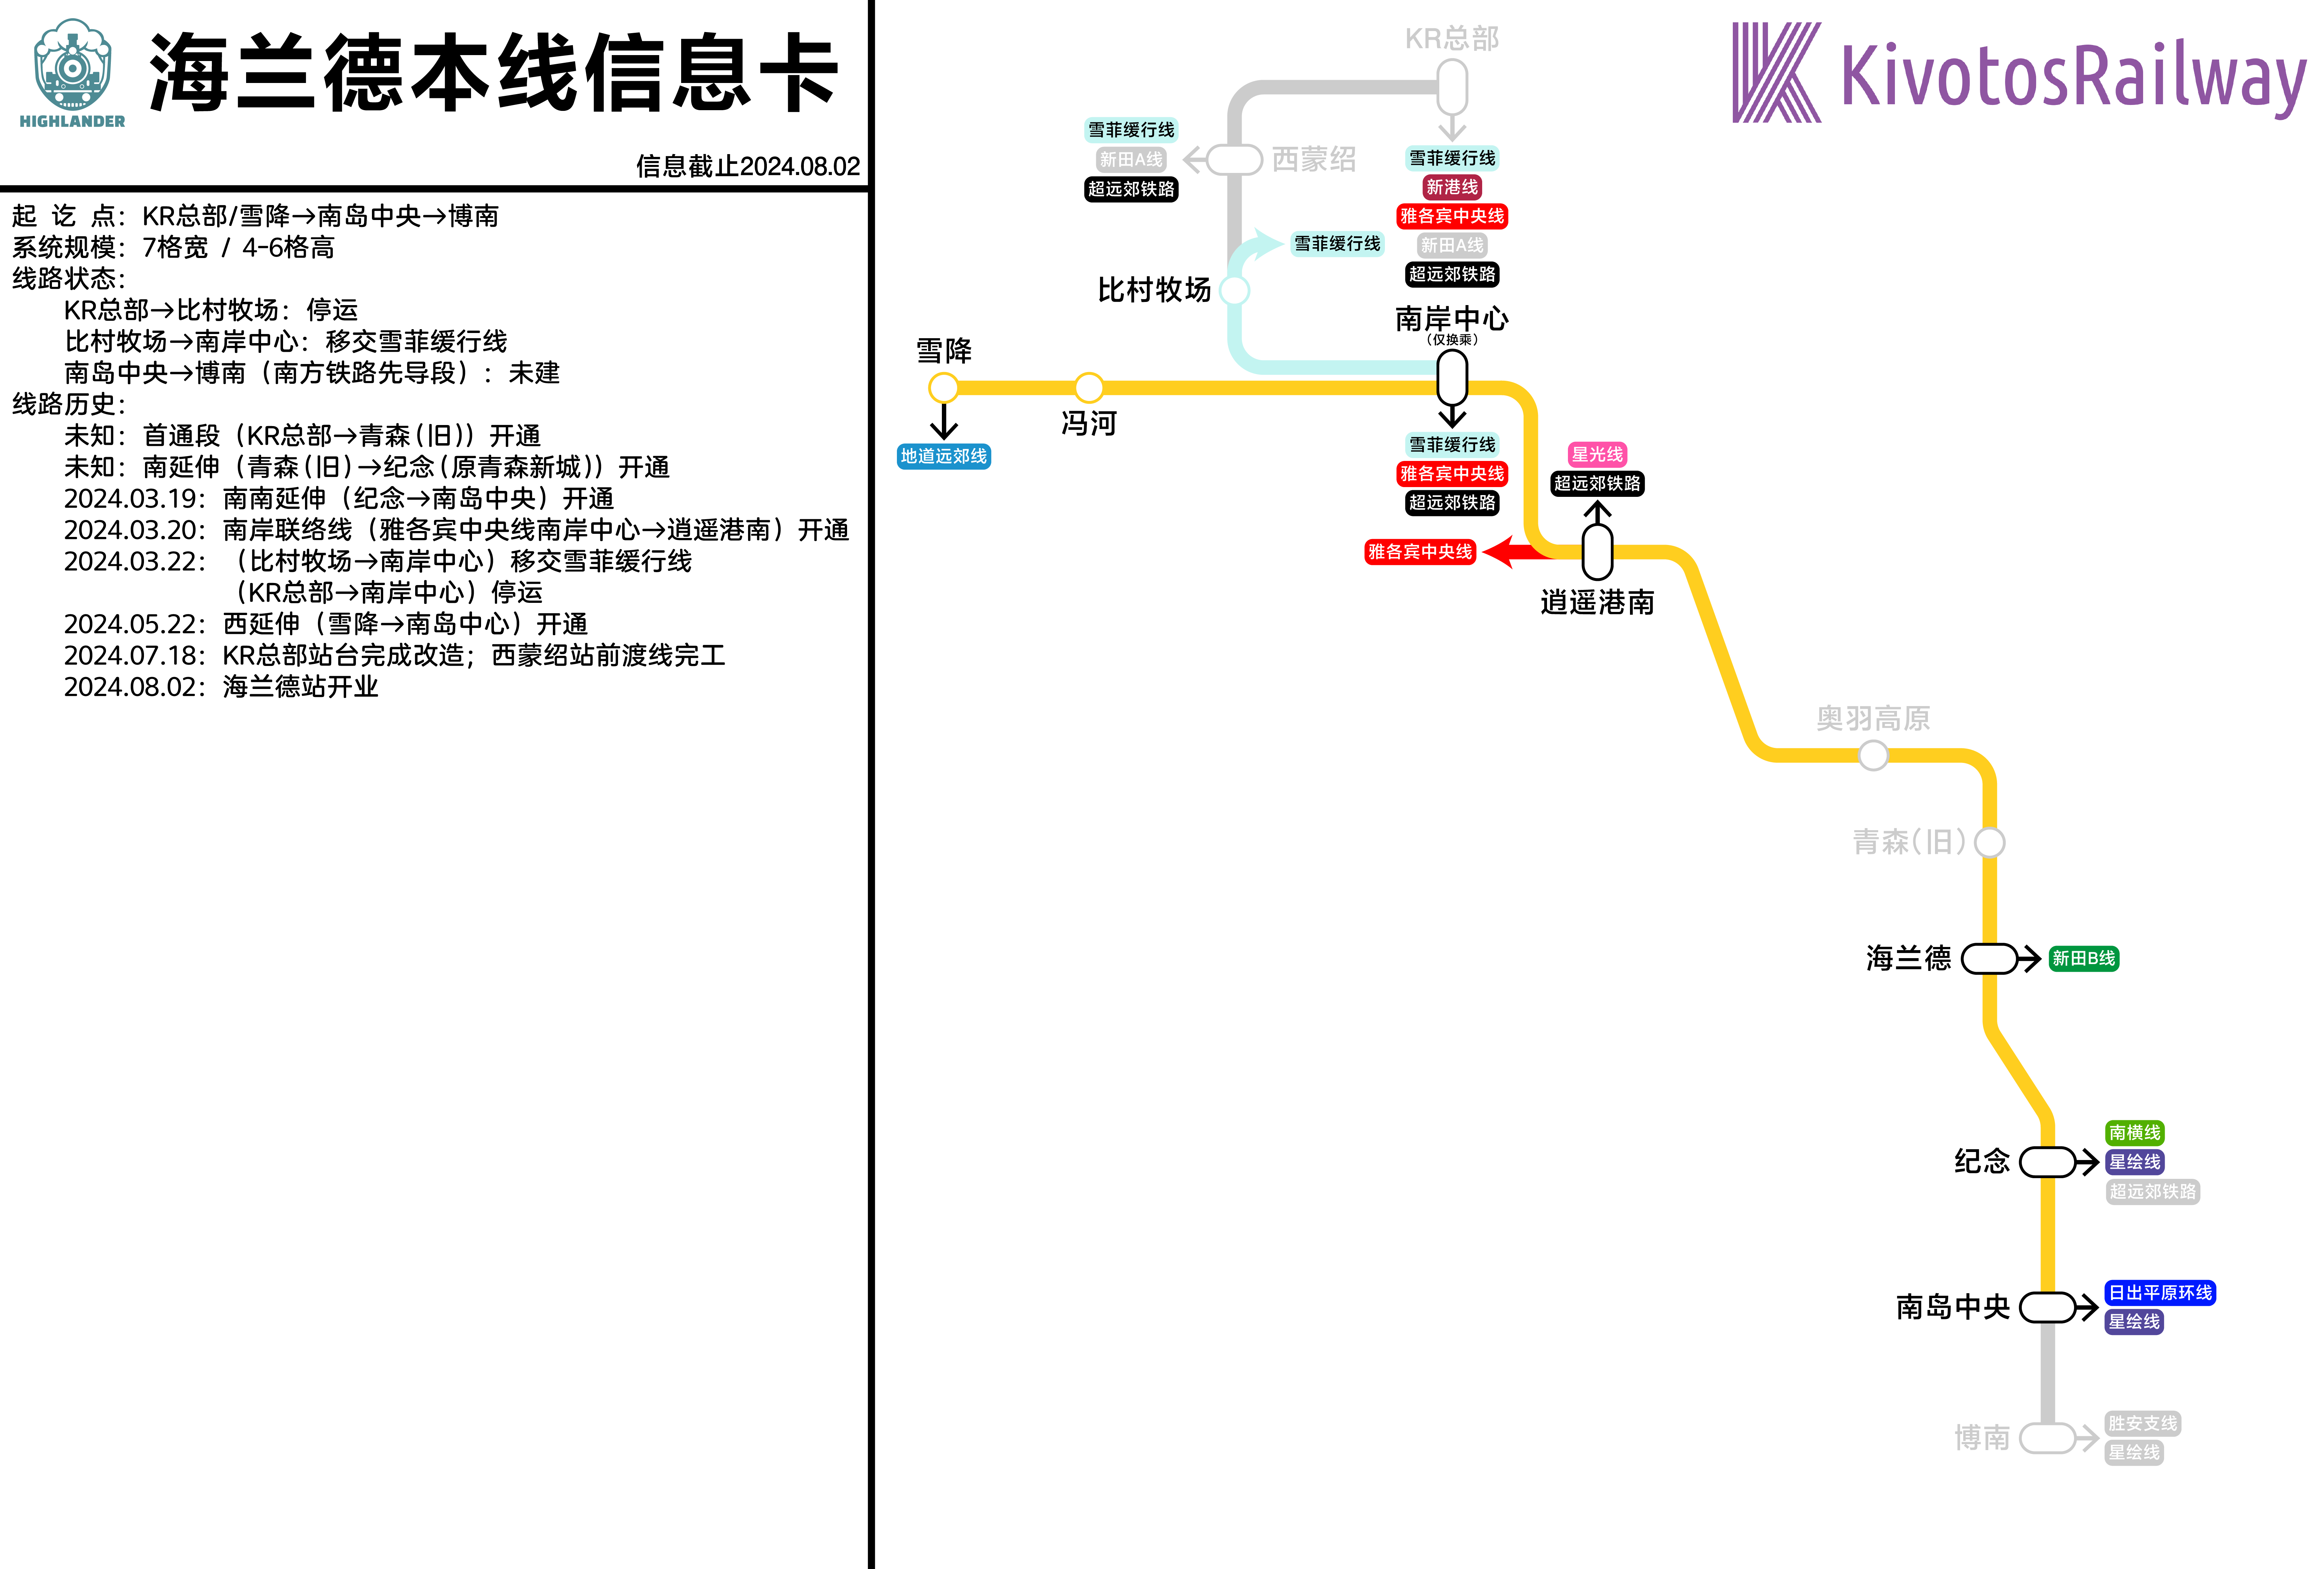 HIGHLANDER
海兰德本线信息卡
信息截止2024.08.02
起 讫 点：KR总部/雪降→南岛中央→博南
系统规模：7格宽 / 4-6格高
线路状态：
KR总部→比村牧场：停运
比村牧场→南岸中心：移交雪菲缓行线
南岛中央→博南（南方铁路先导段）：未建
线路历史：
未知：首通段（KR总部→青森(旧)）开通
未知：南延伸（青森(旧)→纪念(原青森新城)）开通
2024.03.19：南南延伸（纪念→南岛中央）开通
2024.03.20：南岸联络线（雅各宾中央线南岸中心→逍遥港南）开通
2024.03.22：（比村牧场→南岸中心）移交雪菲缓行线
（KR总部→南岸中心）停运
2024.05.22：西延伸（雪降→南岛中心）开通
2024.07.18：KR总部站台完成改造；西蒙绍站前渡线完工
2024.08.02：海兰德站开业
KivotosRailway
KR总部
雪菲缓行线
新港线
雅各宾中央线
新田A线
超远郊铁路
雪菲缓行线
新田A线
超远郊铁路
西蒙绍
雪菲缓行线
比村牧场
南岸中心
（仅换乘）
雪菲缓行线
雅各宾中央线
超远郊铁路
雪降
地道远郊线
冯河
星光线
超远郊铁路
雅各宾中央线
逍遥港南
奥羽高原
青森(旧)
海兰德
新田B线
纪念
南横线
星绘线
超远郊铁路
南岛中央
日出平原环线
星绘线
博南
胜安支线
星绘线